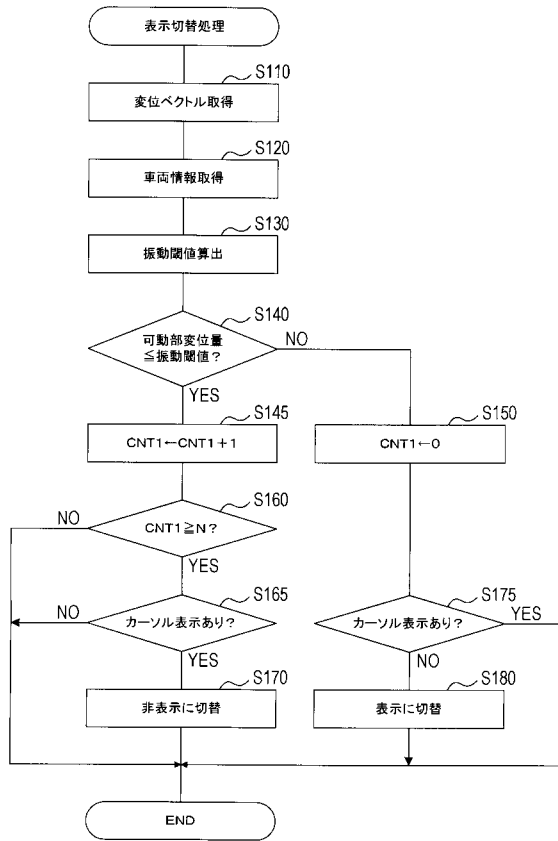 表示切替処理
S110
変位ベクトル取得
S120
車両情報取得
S130
振動閾値算出
S140
可動部変位量
≦振動閾値?
NO
YES
S145
CNT1←CNT1+1
S150
CNT1←0
S160
CNT1≧N?
NO
YES
S165
カーソル表示あり?
NO
YES
S175
カーソル表示あり?
YES
NO
S170
非表示に切替
S180
表示に切替
END